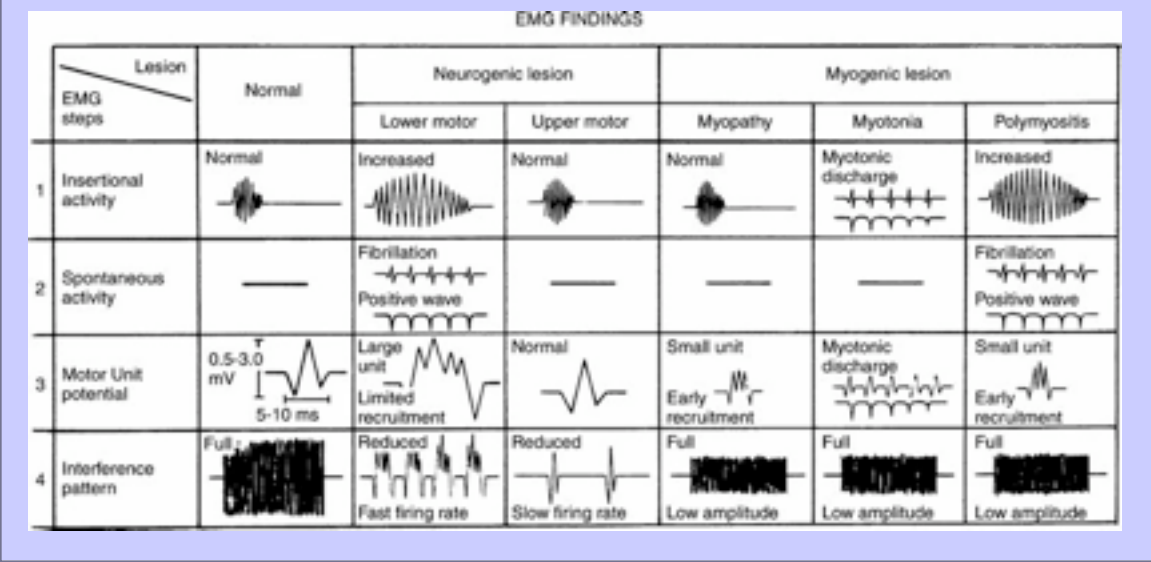 EMG FINDINGS
Lesion
EMG
steps
Normal
Neurogenic lesion
Myogenic lesion
Lower motor
Upper motor
Myopathy
Myotonia
Polymyositis
1
Insertional
activity
Normal
Increased
Normal
Normal
Myotonic
discharge
Increased
2
Spontaneous
activity
Fibrillation
Positive wave
Fibrillation
Positive wave
3
Motor Unit
potential
0.5-3.0
mV
5-10 ms
Large
unit
Limited
recruitment
Normal
Small unit
Early
recruitment
Myotonic
discharge
Small unit
Early
recruitment
4
Interference
pattern
Full
Reduced
Fast firing rate
Reduced
Slow firing rate
Full
Low amplitude
Full
Low amplitude
Full
Low amplitude